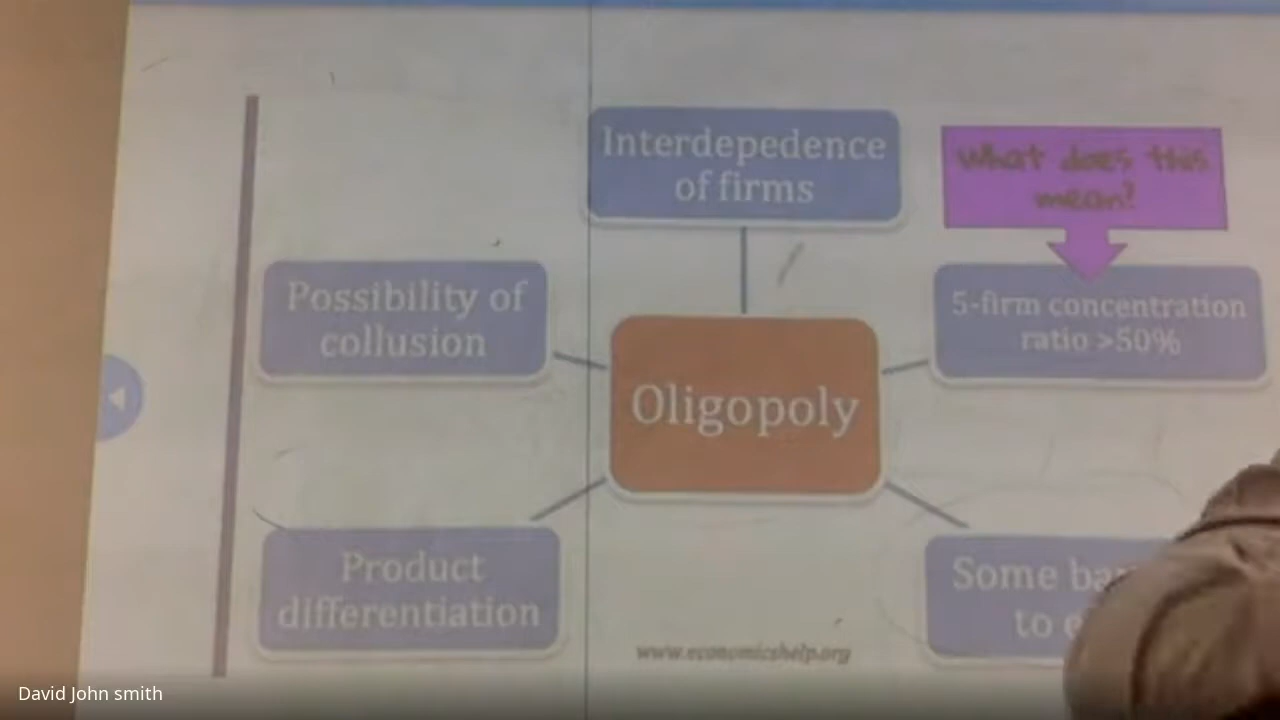 Interdepedence
of firms
What does this
mean?
Possibility of
collusion
5-firm concentration
ratio >50%
Oligopoly
Product
differentiation
Some
to
www.economicshelp.org
David John smith